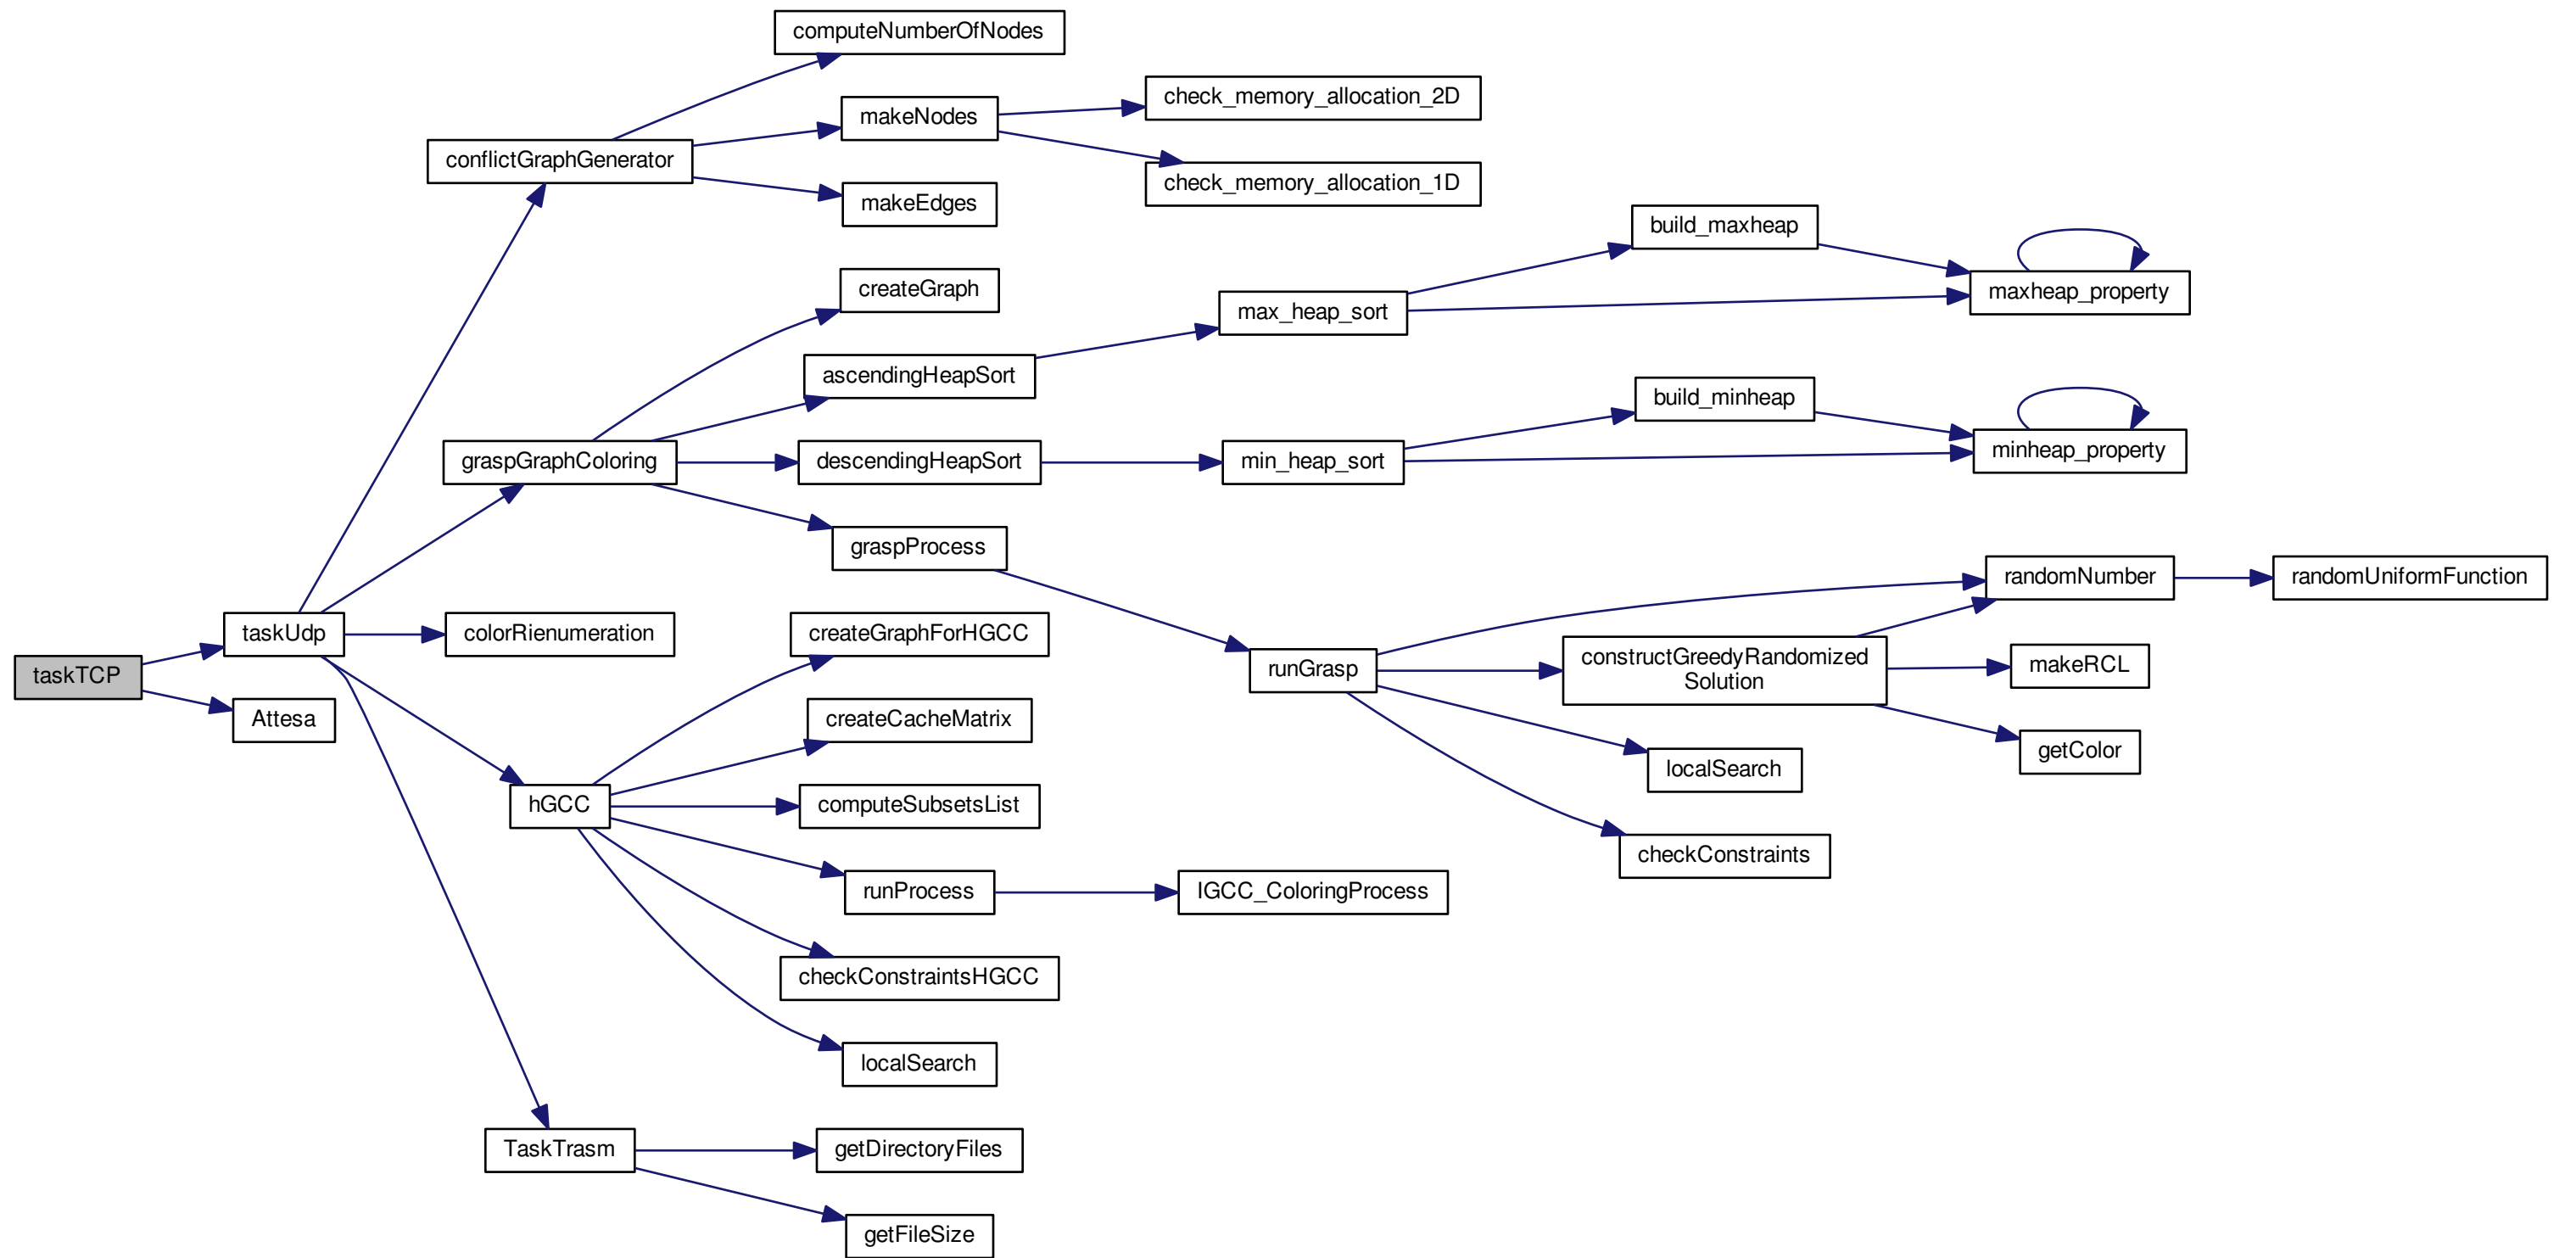 computeNumberOfNodes
check_memory_allocation_2D
makeNodes
conflictGraphGenerator
check_memory_allocation_1D
makeEdges
build_maxheap
createGraph
maxheap_property
max_heap_sort
ascendingHeapSort
build_minheap
graspGraphColoring
descendingHeapSort
min_heap_sort
minheap_property
graspProcess
randomNumber
randomUniformFunction
taskUdp
colorRienumeration
createGraphForHGCC
runGrasp
constructGreedyRandomized
Solution
makeRCL
taskTCP
Attesa
createCacheMatrix
getColor
localSearch
hGCC
computeSubsetsList
checkConstraints
runProcess
IGCC_ColoringProcess
checkConstraintsHGCC
localSearch
TaskTrasm
getDirectoryFiles
getFileSize